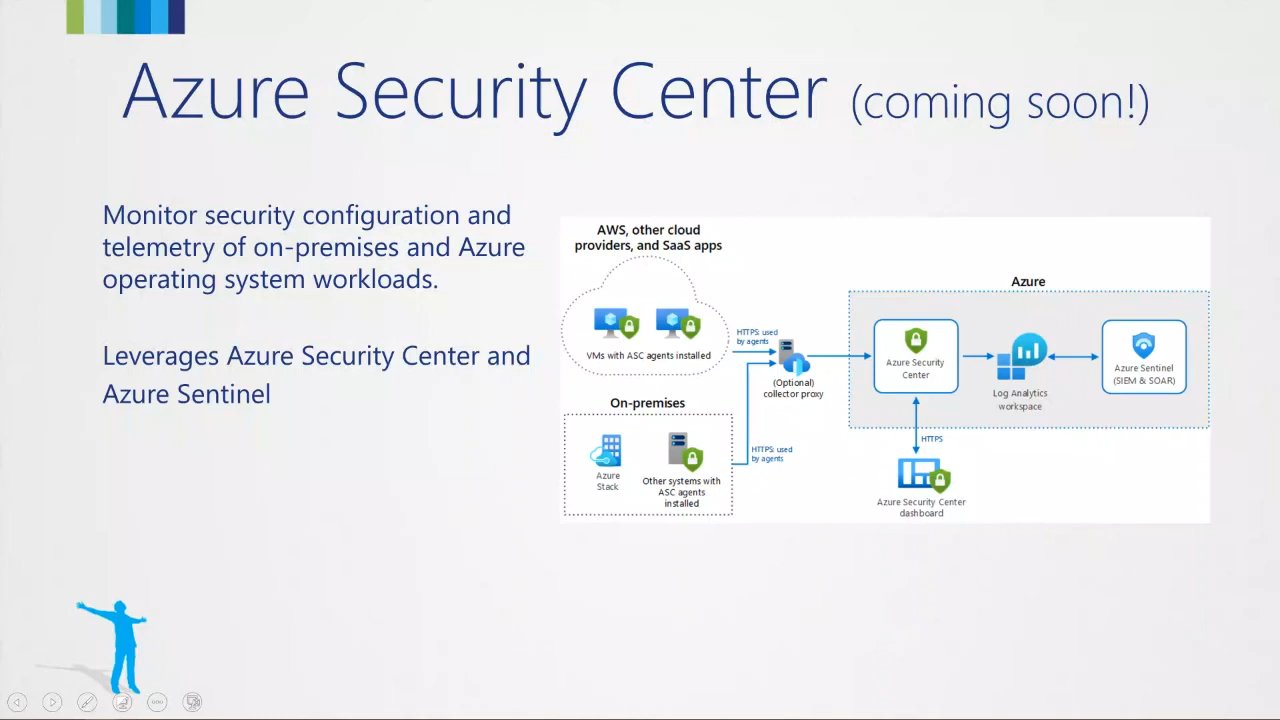 Azure Security Center (coming soon!)
Monitor security configuration and
telemetry of on-premises and Azure
operating system workloads.
Leverages Azure Security Center and
Azure Sentinel
AWS, other cloud
providers, and SaaS apps
VMs with ASC agents installed
HTTPS: used
by agents
(Optional)
collector proxy
On-premises
Azure
Stack
Other systems with
ASC agents
installed
HTTPS: used
by agents
Azure
Azure Security
Center
Log Analytics
workspace
Azure Sentinel
(SIEM & SOAR)
HTTPS
Azure Security Center
dashboard